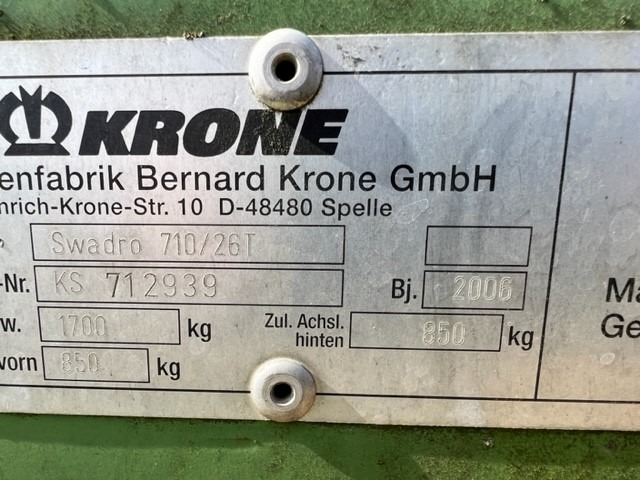 KRONE
enfabrik Bernard Krone GmbH
nrich-Krone-Str. 10 D-48480 Spelle
Swadro 710/26T
-Nr. KS 712939 Bj. 2006
w. 1700 kg Zul. Achsl. hinten 850 kg
vorn 850 kg
Ma
Ge